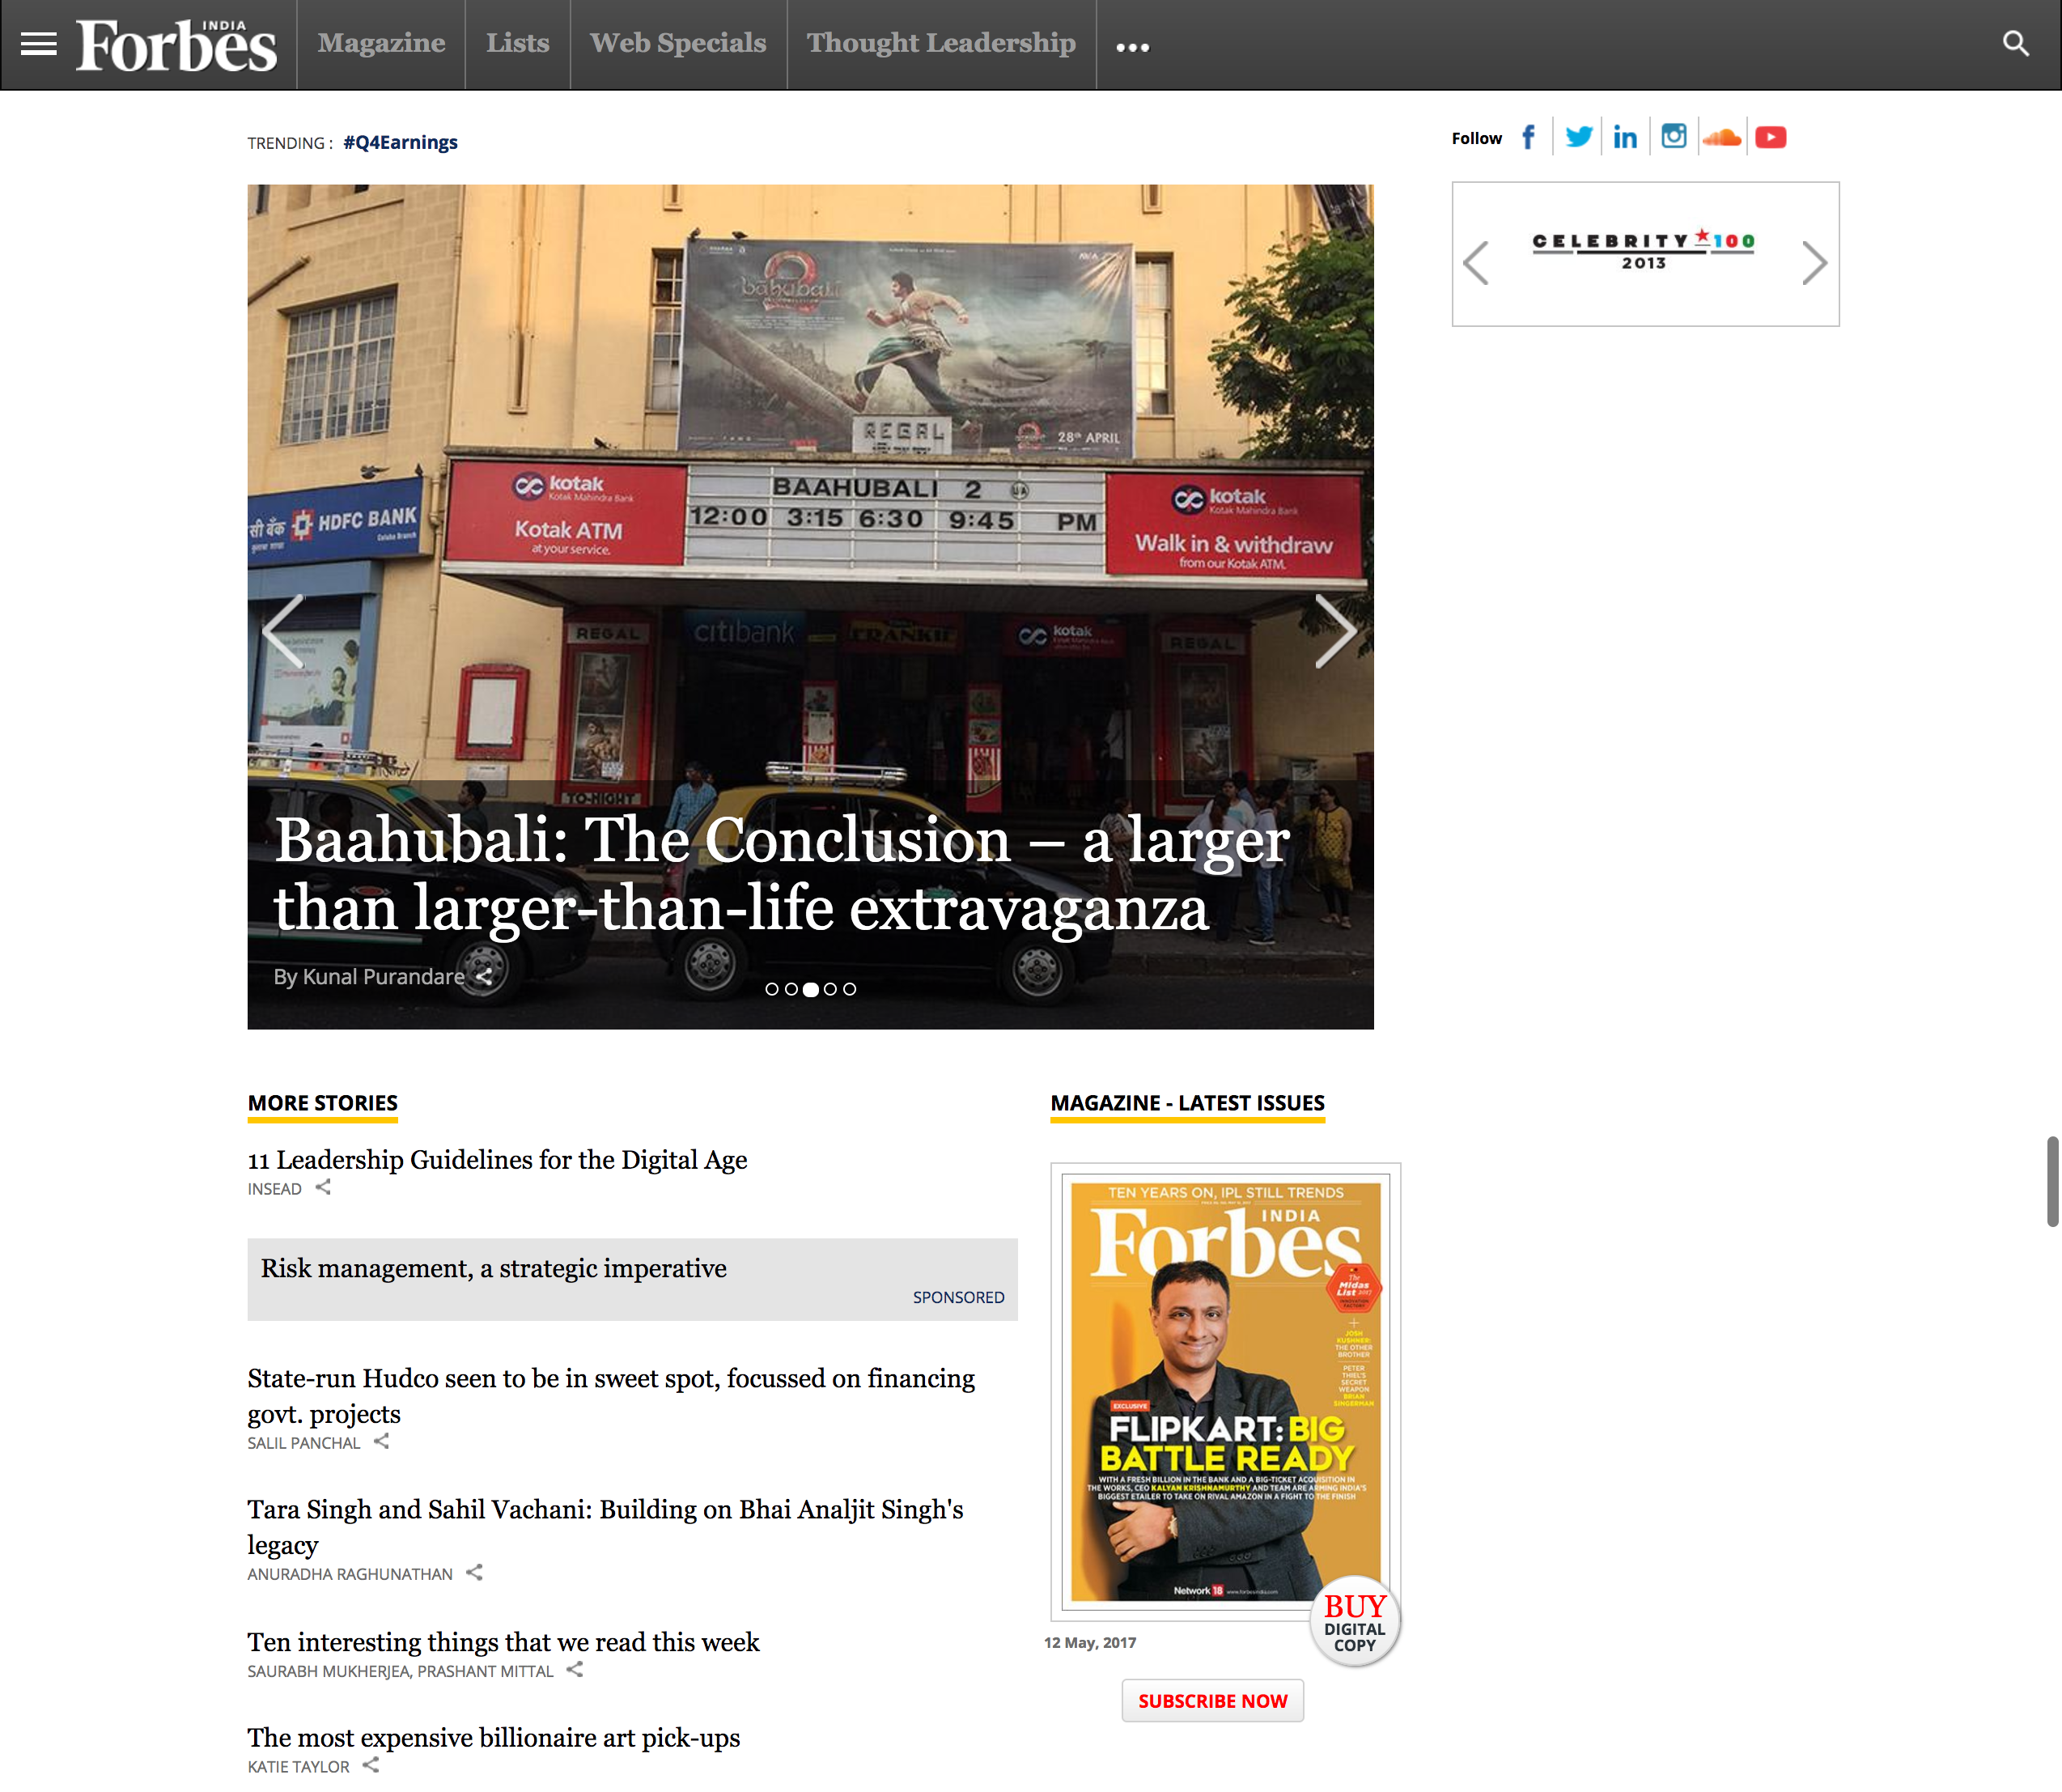 Forbes
INDIA
Magazine
Lists
Web Specials
Thought Leadership
TRENDING : #Q4Earnings
Follow
CELEBRITY 100
2013
bahubali
2
REGAL
28th APRIL
kotak
Kotak Mahindra Bank
Kotak ATM
at your service.
BAAHUBALI 2 UA
12:00 3:15 6:30 9:45 PM
kotak
Kotak Mahindra Bank
Walk in & withdraw
from our Kotak ATM.
HDFC BANK
REGAL
citibank
FRANKIE
kotak
REGAL
TO-NIGHT
Baahubali: The Conclusion – a larger
than larger-than-life extravaganza
By Kunal Purandare
MORE STORIES
11 Leadership Guidelines for the Digital Age
INSEAD
Risk management, a strategic imperative
SPONSORED
State-run Hudco seen to be in sweet spot, focussed on financing
govt. projects
SALIL PANCHAL
Tara Singh and Sahil Vachani: Building on Bhai Analjit Singh's
legacy
ANURADHA RAGHUNATHAN
Ten interesting things that we read this week
SAURABH MUKHERJEA, PRASHANT MITTAL
The most expensive billionaire art pick-ups
KATIE TAYLOR
MAGAZINE - LATEST ISSUES
TEN YEARS ON, IPL STILL TRENDS
Forbes
INDIA
The
Midas
List 2017
+
JOSH
KUSHNER:
THE OTHER
BROTHER
PETER
THIEL'S
SECRET
WEAPON
BRIAN
SINGERMAN
EXCLUSIVE
FLIPKART: BIG
BATTLE READY
WITH A FRESH BILLION IN THE BANK AND A BIG-TICKET ACQUISITION IN
THE WORKS, CEO KALYAN KRISHNAMURTHY AND TEAM ARE ARMING INDIA'S
BIGGEST ETAILER TO TAKE ON RIVAL AMAZON IN A FIGHT TO THE FINISH
Network 18
www.forbesindia.com
BUY
DIGITAL
COPY
12 May, 2017
SUBSCRIBE NOW